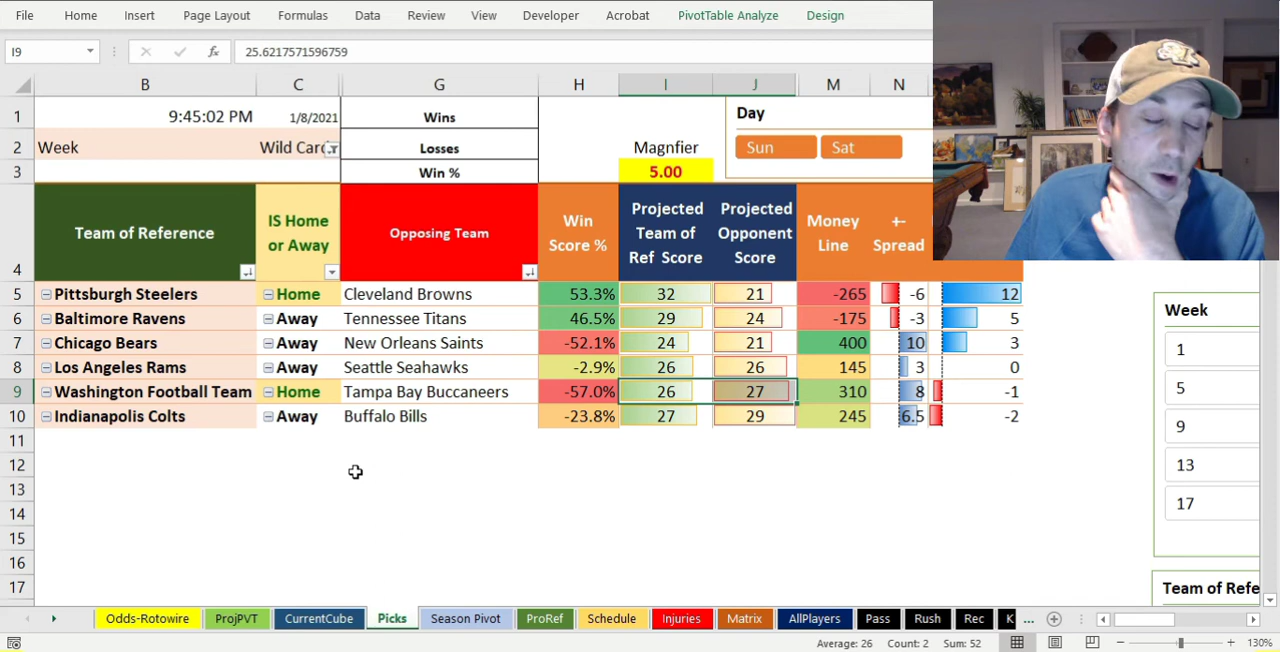 File Home Insert Page Layout Formulas Data Review View Developer Acrobat PivotTable Analyze Design
I9 fx 25.6217571596759
B C G H I J M N
1 9:45:02 PM 1/8/2021 Wins Day
2 Week Wild Card Losses Magnfier Sun Sat
3 Win % 5.00
4 Team of Reference IS Home or Away Opposing Team Win Score % Projected Team of Ref Score Projected Opponent Score Money Line +- Spread
5 Pittsburgh Steelers Home Cleveland Browns 53.3% 32 21 -265 -6 12
6 Baltimore Ravens Away Tennessee Titans 46.5% 29 24 -175 -3 5
7 Chicago Bears Away New Orleans Saints -52.1% 24 21 400 10 3
8 Los Angeles Rams Away Seattle Seahawks -2.9% 26 26 145 3 0
9 Washington Football Team Home Tampa Bay Buccaneers -57.0% 26 27 310 8 -1
10 Indianapolis Colts Away Buffalo Bills -23.8% 27 29 245 6.5 -2
11
12
13
14
15
16
17
Week
1
5
9
13
17
Team of Refe
Odds-Rotowire ProjPVT CurrentCube Picks Season Pivot ProRef Schedule Injuries Matrix AllPlayers Pass Rush Rec K ...
Average: 26 Count: 2 Sum: 52 130%